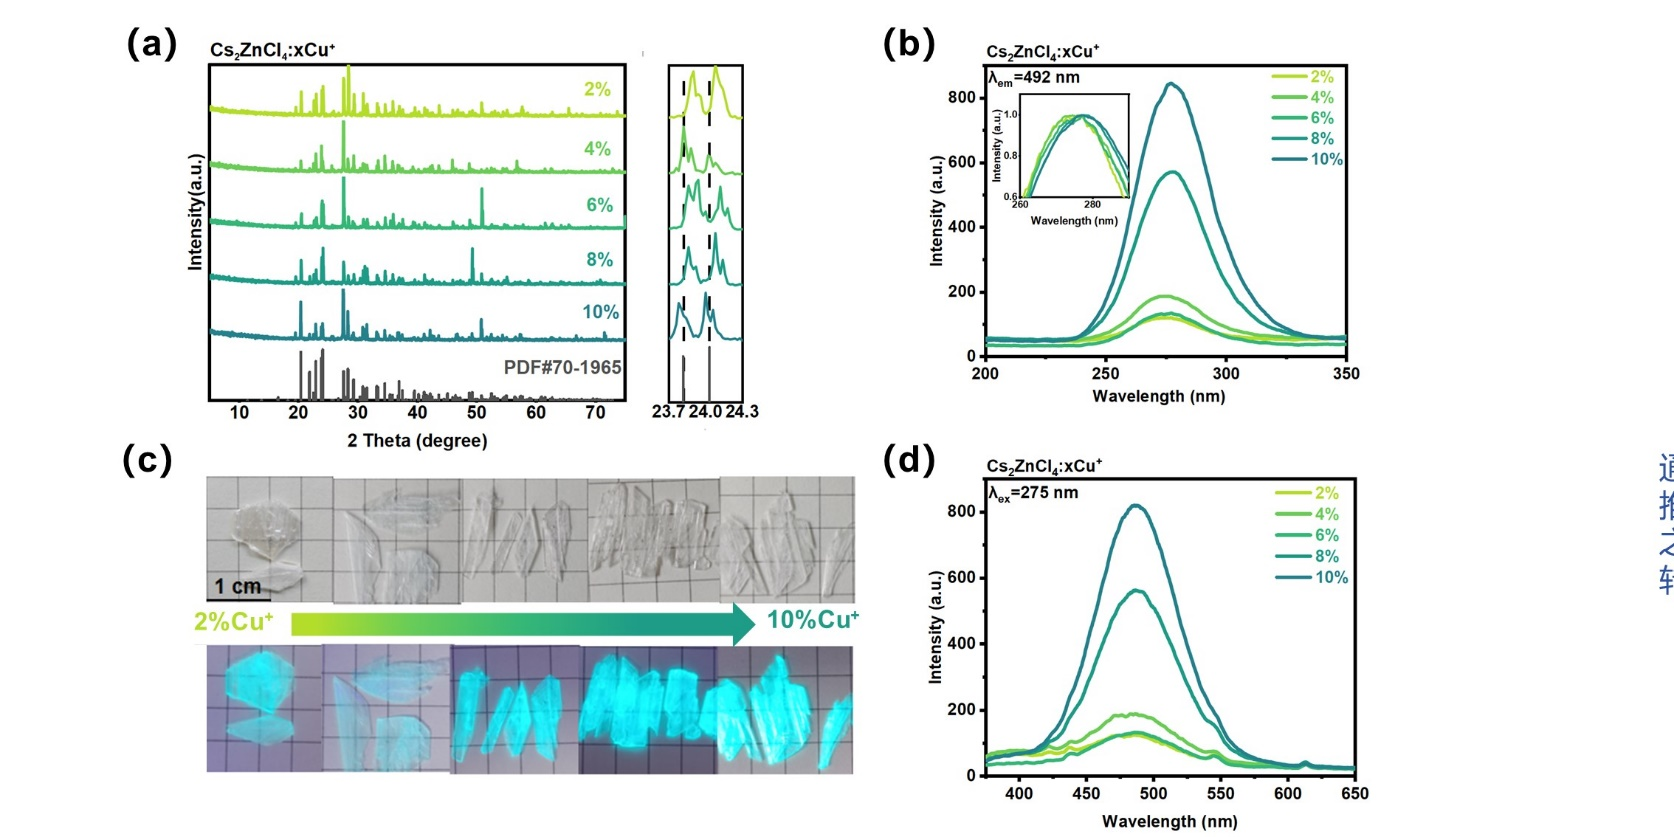 (a)
Cs₂ZnCl₄:xCu⁺
Intensity(a.u.)
2%
4%
6%
8%
10%
PDF#70-1965
10 20 30 40 50 60 70
2 Theta (degree)
23.7 24.0 24.3
(b)
Cs₂ZnCl₄:xCu⁺
λem=492 nm
2%
4%
6%
8%
10%
Intensity (a.u.)
800
600
400
200
0
200 250 300 350
Wavelength (nm)
Intensity (a.u.)
1.0
0.8
0.6
260 280
Wavelength (nm)
(c)
1 cm
2%Cu⁺
10%Cu⁺
(d)
Cs₂ZnCl₄:xCu⁺
λex=275 nm
2%
4%
6%
8%
10%
Intensity (a.u.)
800
600
400
200
0
400 450 500 550 600 650
Wavelength (nm)